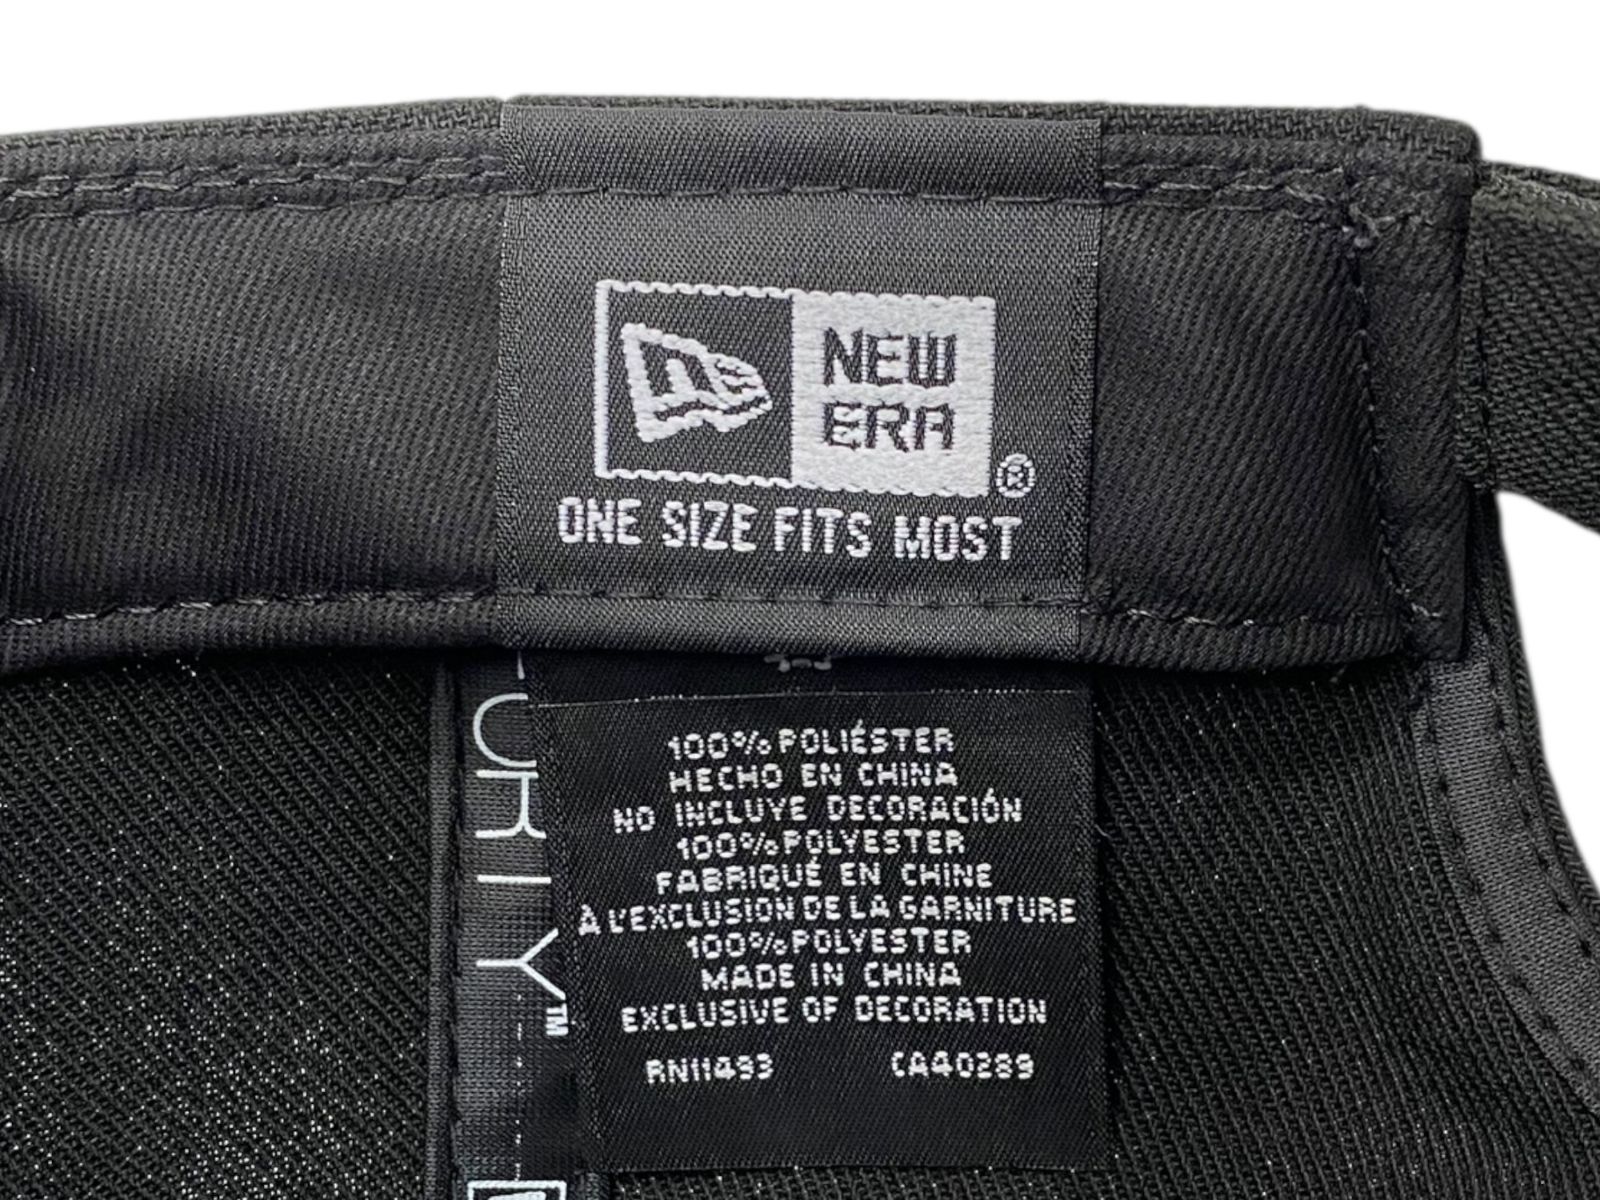 NEW
ERA
®
ONE SIZE FITS MOST
100% POLIÉSTER
HECHO EN CHINA
NO INCLUYE DECORACIÓN
100% POLYESTER
FABRIQUÉ EN CHINE
À L'EXCLUSION DE LA GARNITURE
100% POLYESTER
MADE IN CHINA
EXCLUSIVE OF DECORATION
RN11493 CA40289